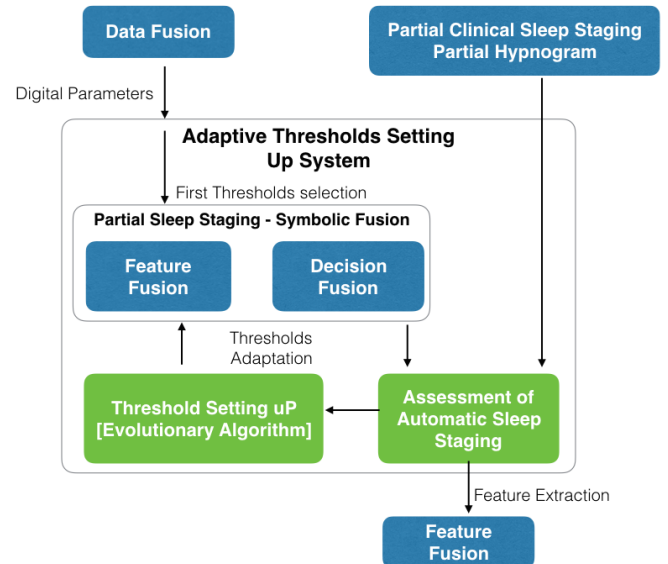 Data Fusion
Partial Clinical Sleep Staging
Partial Hypnogram
Digital Parameters
Adaptive Thresholds Setting
Up System
First Thresholds selection
Partial Sleep Staging - Symbolic Fusion
Feature
Fusion
Decision
Fusion
Thresholds
Adaptation
Threshold Setting uP
[Evolutionary Algorithm]
Assessment of
Automatic Sleep
Staging
Feature Extraction
Feature
Fusion